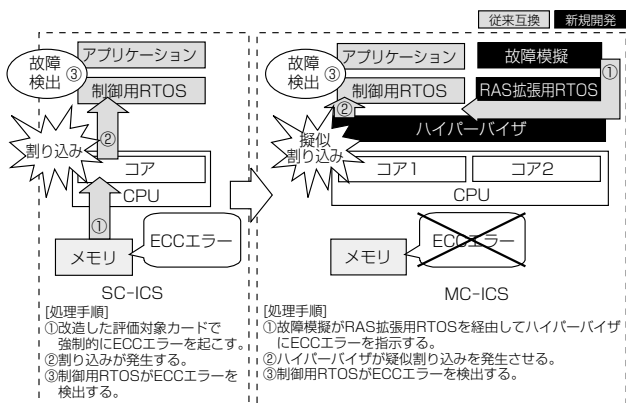 従来互換 新規開発
故障
検出
③
アプリケーション
制御用RTOS
②
割り込み
コア
CPU
①
メモリ
ECCエラー
SC-ICS
[処理手順]
①改造した評価対象カードで
強制的にECCエラーを起こす。
②割り込みが発生する。
③制御用RTOSがECCエラーを
検出する。
故障
検出
③
アプリケーション
故障模擬
①
制御用RTOS
RAS拡張用RTOS
②
ハイパーバイザ
擬似
割り込み
コア1
コア2
CPU
メモリ
ECCエラー
MC-ICS
[処理手順]
①故障模擬がRAS拡張用RTOSを経由してハイパーバイザ
にECCエラーを指示する。
②ハイパーバイザが疑似割り込みを発生させる。
③制御用RTOSがECCエラーを検出する。